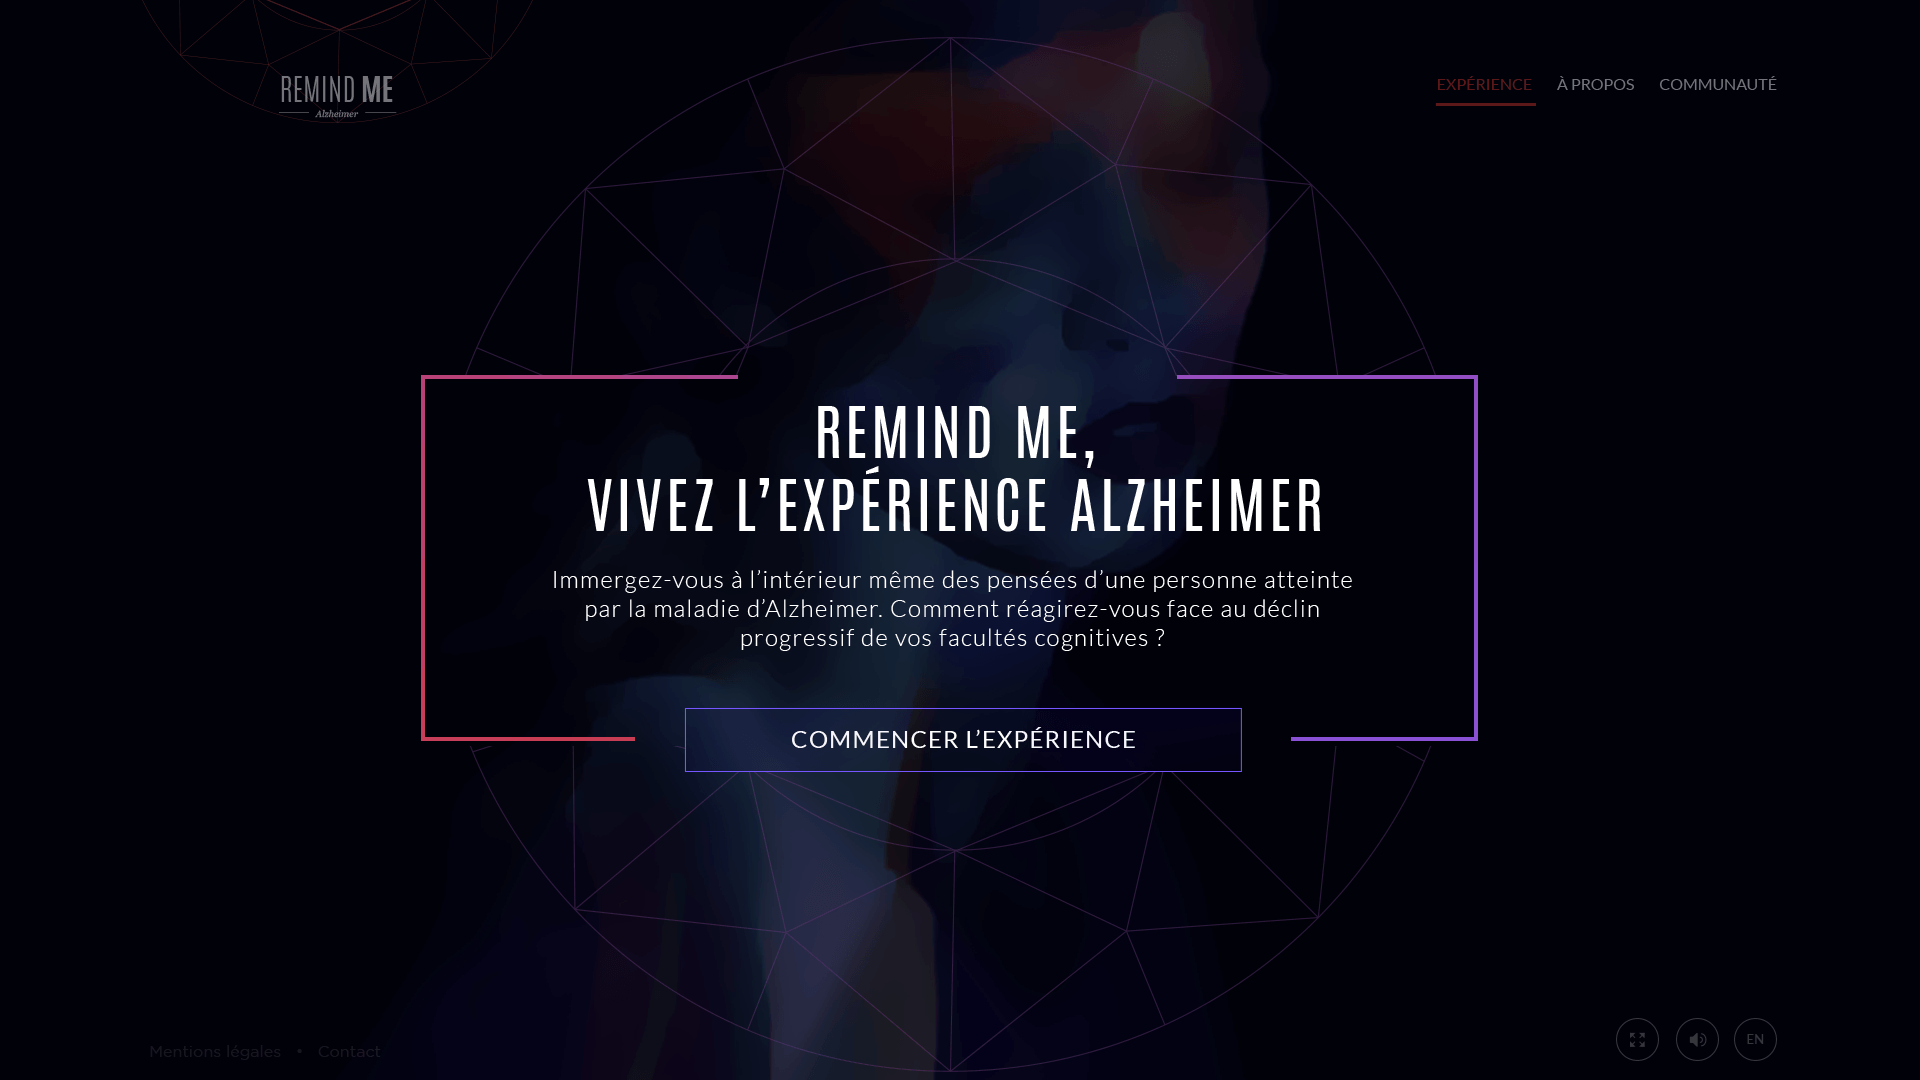 REMIND ME
Alzheimer
EXPÉRIENCE
À PROPOS
COMMUNAUTÉ
REMIND ME,
VIVEZ L’EXPÉRIENCE ALZHEIMER
Immergez-vous à l’intérieur même des pensées d’une personne atteinte
par la maladie d’Alzheimer. Comment réagirez-vous face au déclin
progressif de vos facultés cognitives ?
COMMENCER L’EXPÉRIENCE
Mentions légales • Contact
EN